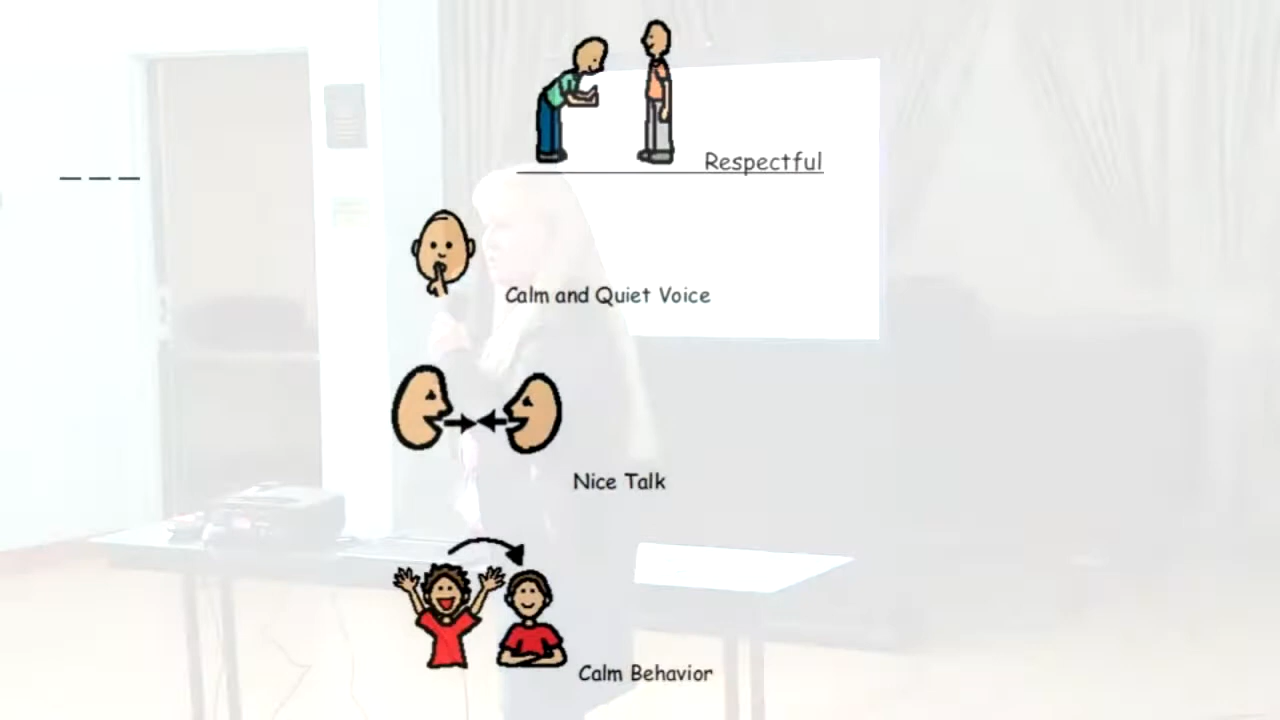 Respectful
Calm and Quiet Voice
Nice Talk
Calm Behavior